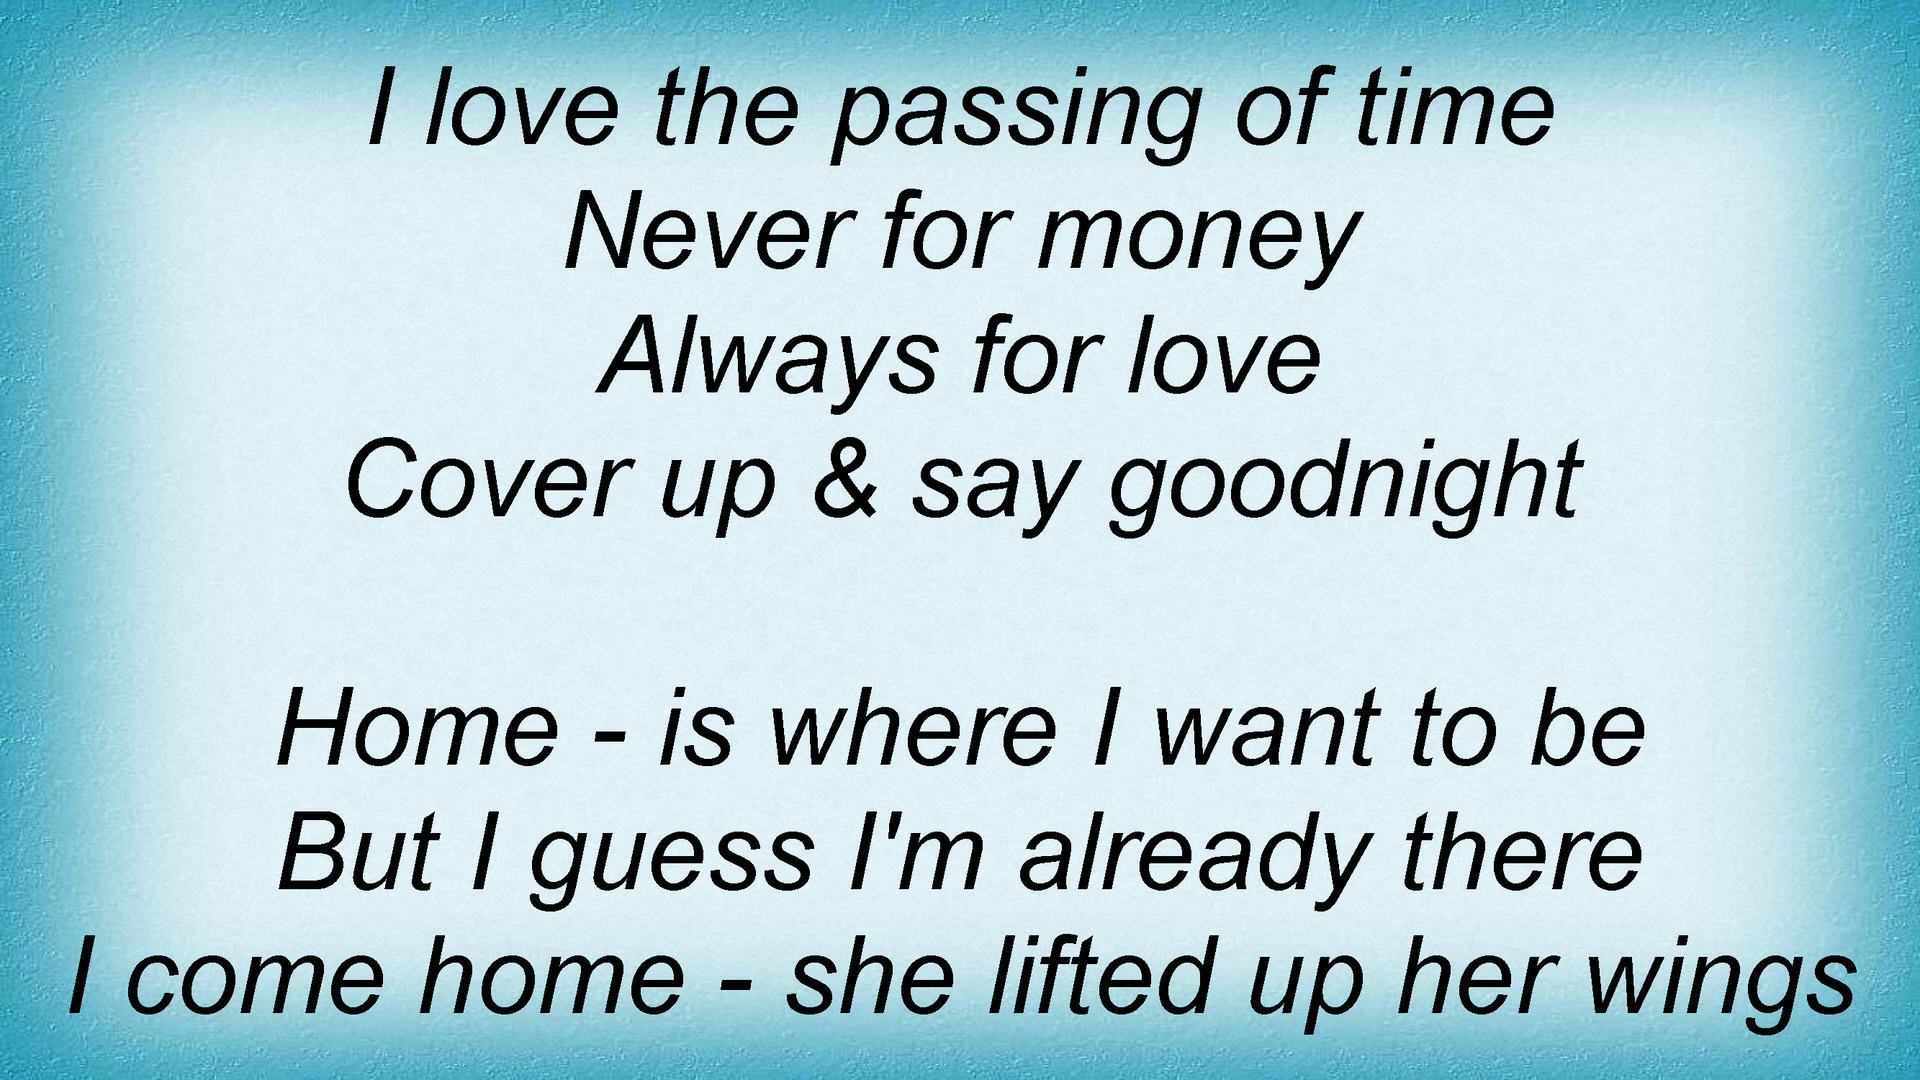 I love the passing of time
Never for money
Always for love
Cover up & say goodnight
Home - is where I want to be
But I guess I'm already there
I come home - she lifted up her wings